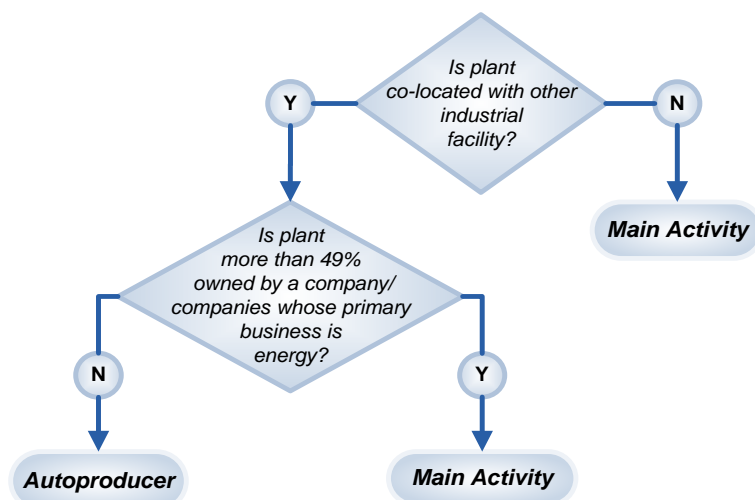 Is plant
co-located with other
industrial
facility?
Y
N
Main Activity
Is plant
more than 49%
owned by a company/
companies whose primary
business is
energy?
N
Y
Autoproducer
Main Activity